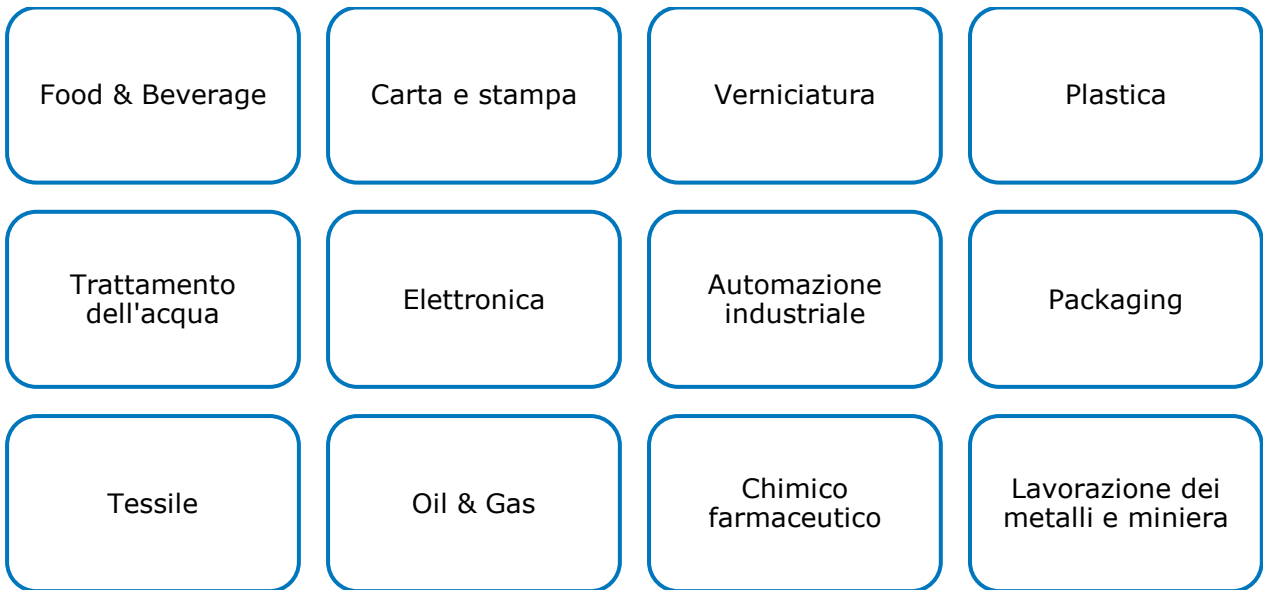 Food & Beverage
Carta e stampa
Verniciatura
Plastica
Trattamento
dell'acqua
Elettronica
Automazione
industriale
Packaging
Tessile
Oil & Gas
Chimico
farmaceutico
Lavorazione dei
metalli e miniera